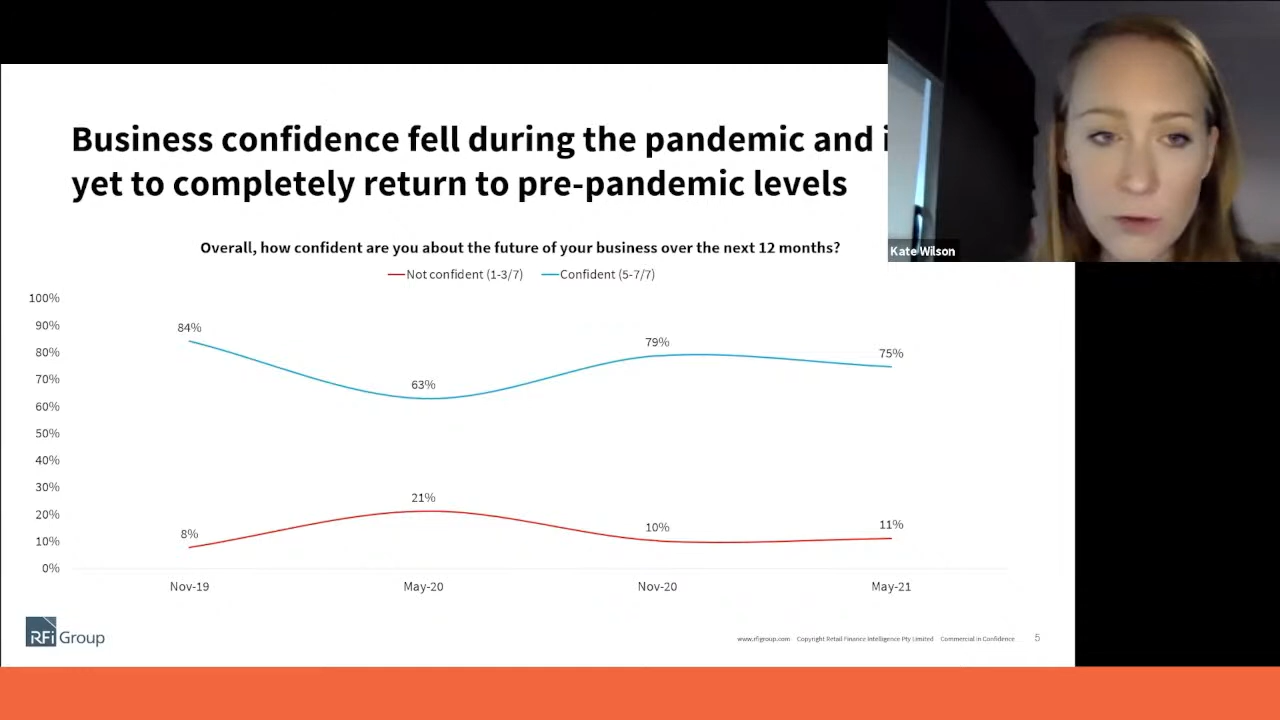 Business confidence fell during the pandemic and
yet to completely return to pre-pandemic levels
Kate Wilson
Overall, how confident are you about the future of your business over the next 12 months?
Not confident (1-3/7) Confident (5-7/7)
100%
90%
80%
70%
60%
50%
40%
30%
20%
10%
0%
84%
63%
79%
75%
8%
21%
10%
11%
Nov-19 May-20 Nov-20 May-21
RFi Group
www.rfigroup.com Copyright Retail Finance Intelligence Pty Limited Commercial in Confidence 5